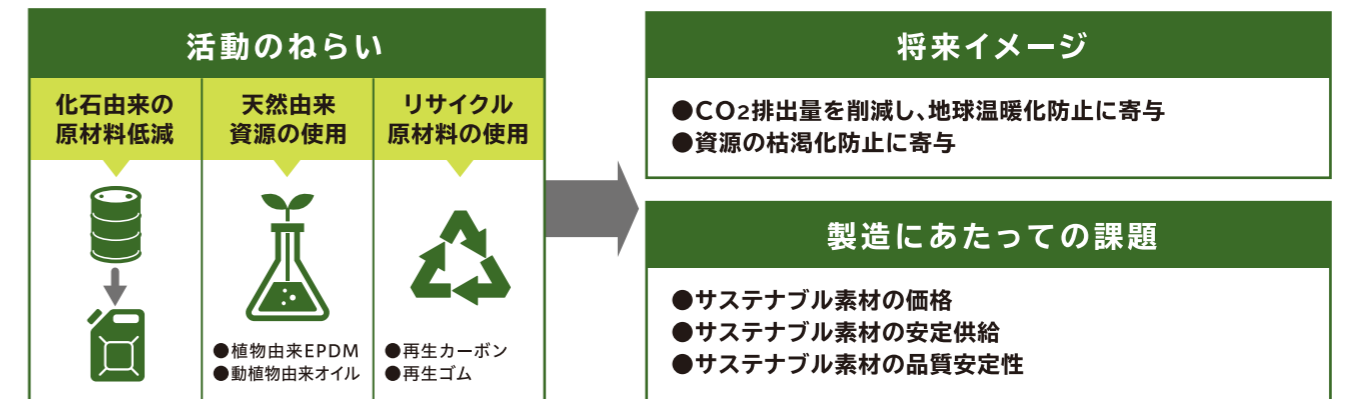 活動のねらい
化石由来の
原材料低減
天然由来
資源の使用
●植物由来EPDM
●動植物由来オイル
リサイクル
原材料の使用
●再生カーボン
●再生ゴム
将来イメージ
●CO2排出量を削減し、地球温暖化防止に寄与
●資源の枯渇化防止に寄与
製造にあたっての課題
●サステナブル素材の価格
●サステナブル素材の安定供給
●サステナブル素材の品質安定性